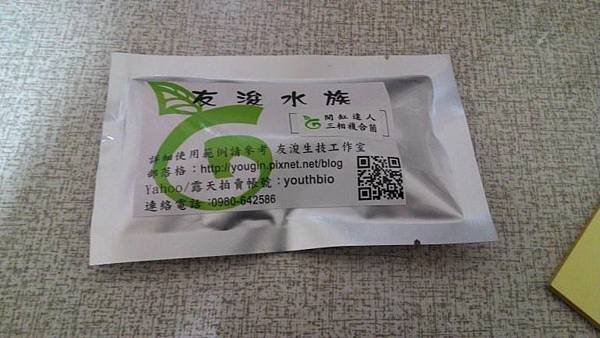 友浚水族
開缸達人
三相複合菌
詳細使用範例請參考 友浚生技工作室
部落格：http://yougin.pixnet.net/blog
Yahoo/露天拍賣帳號：youthbio
連絡電話：0980-642586